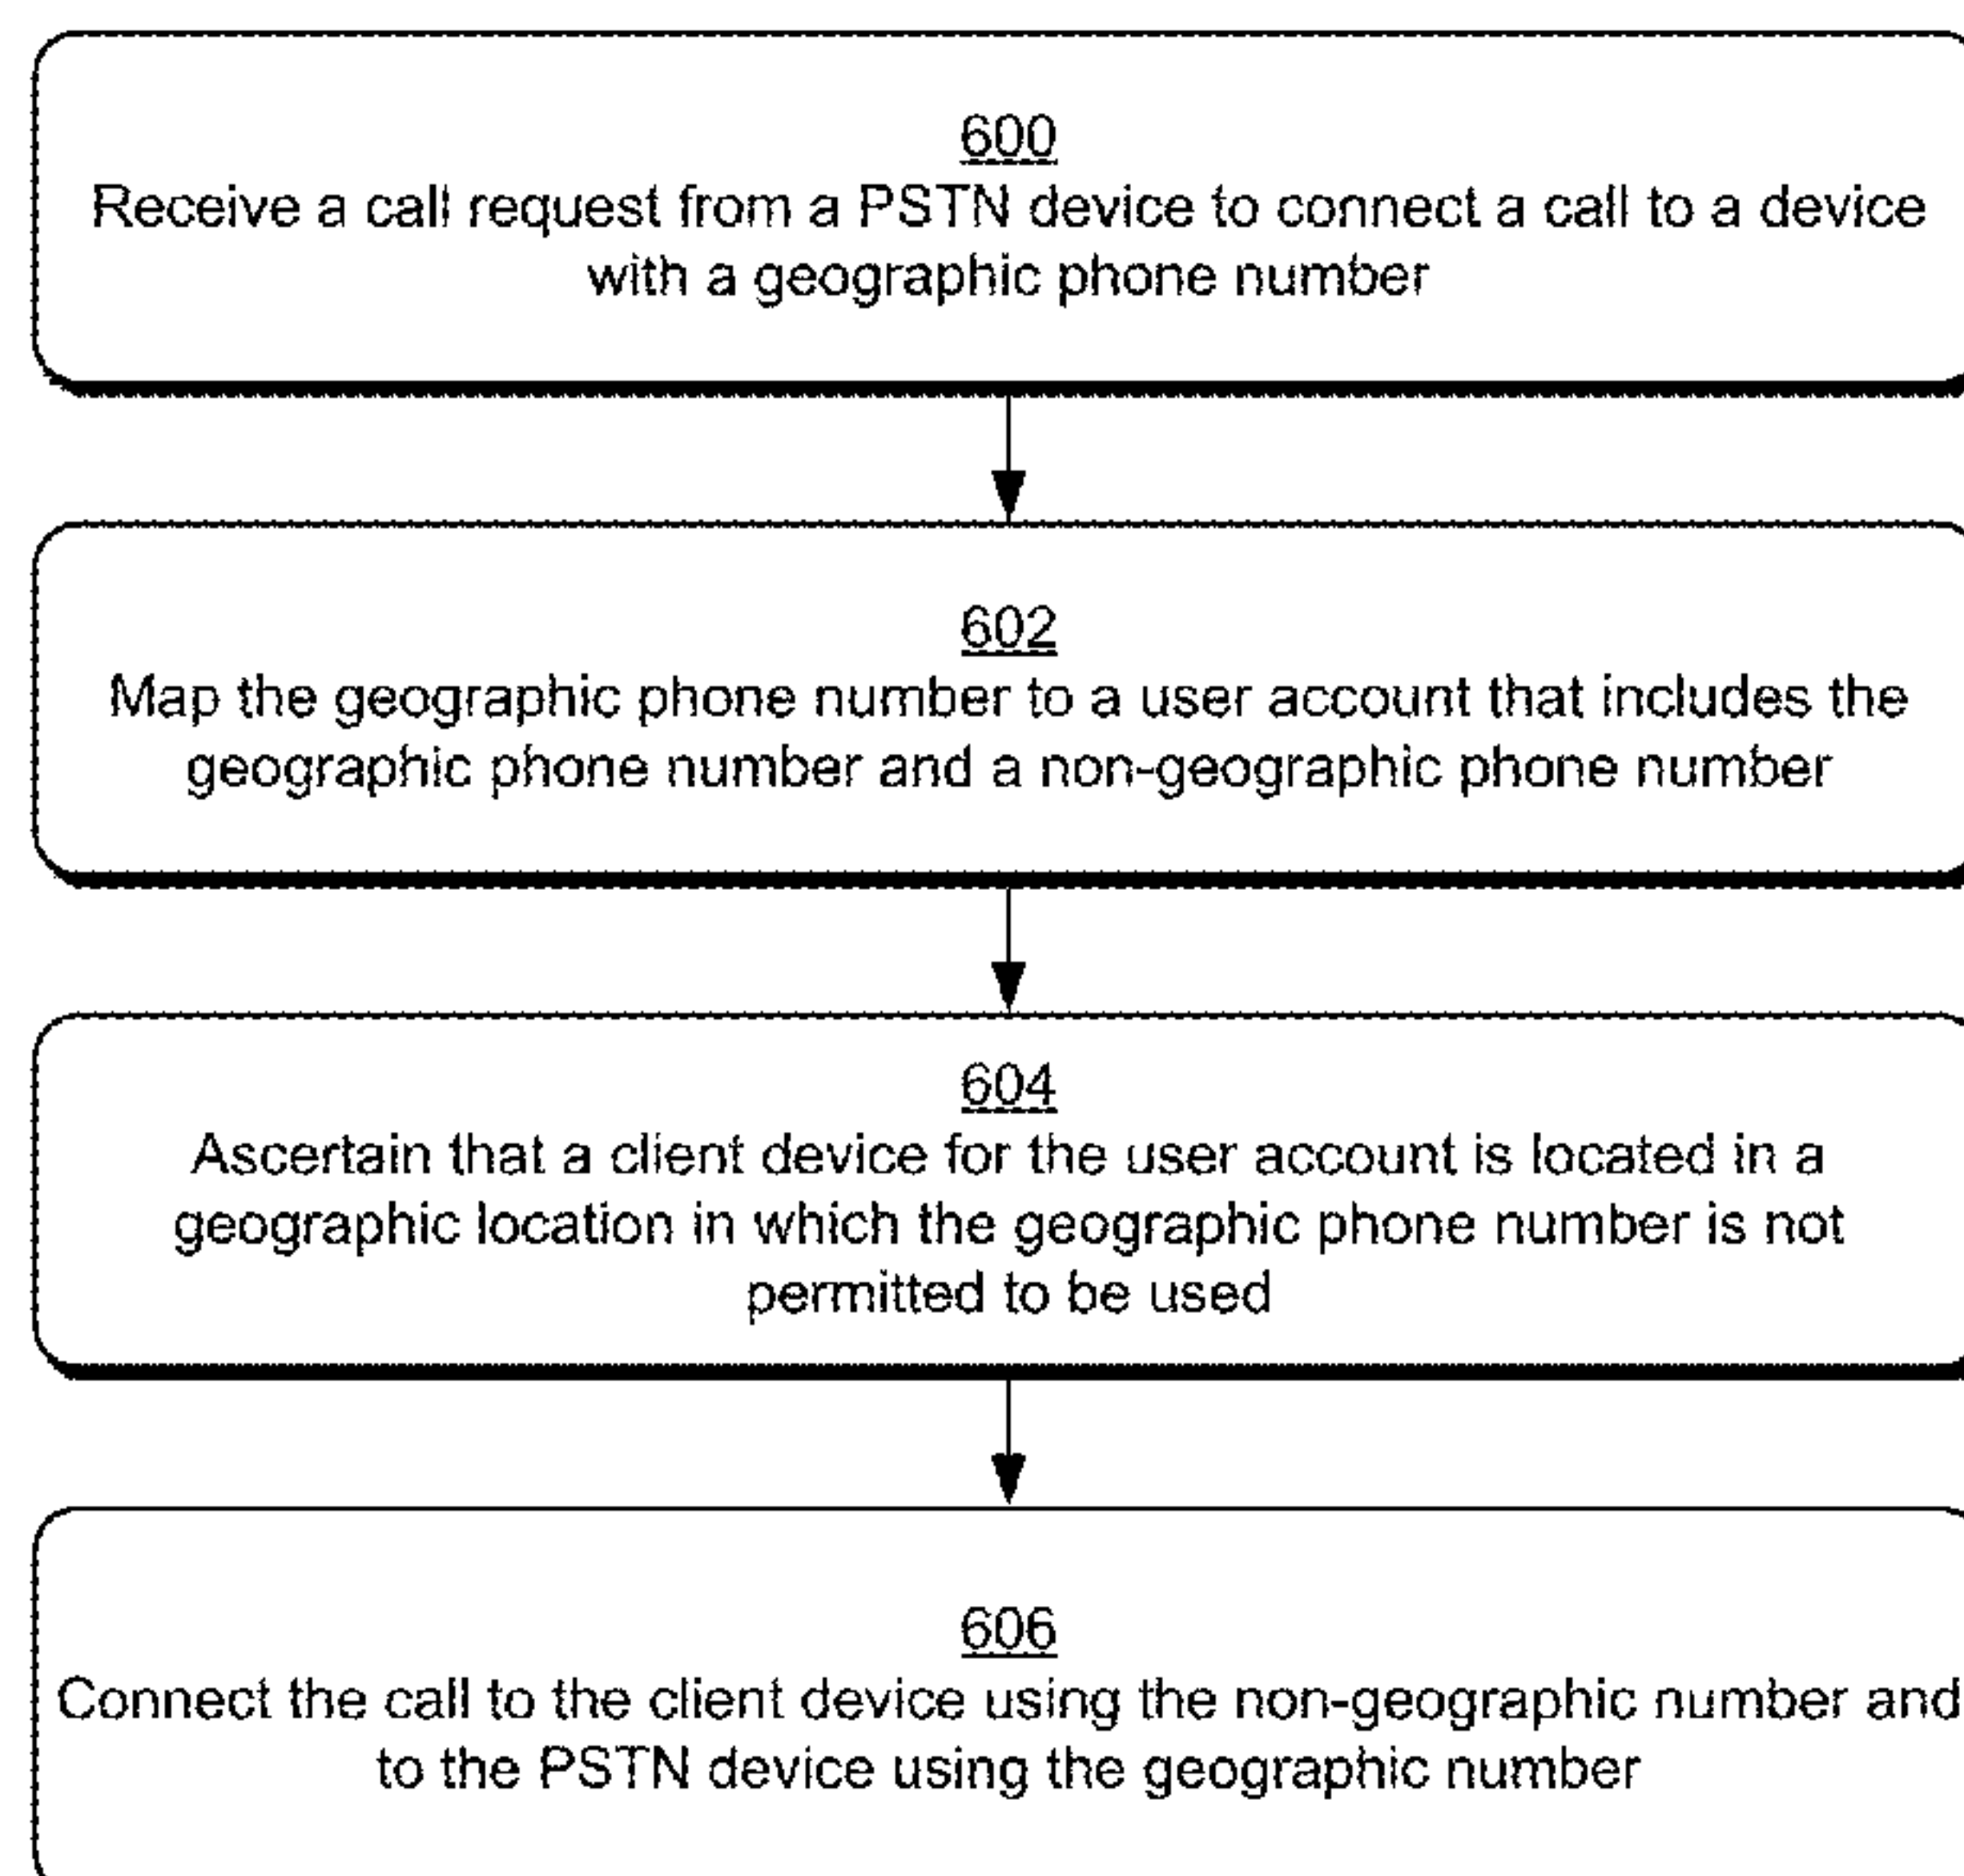 600
Receive a call request from a PSTN device to connect a call to a device
with a geographic phone number
602
Map the geographic phone number to a user account that includes the
geographic phone number and a non-geographic phone number
604
Ascertain that a client device for the user account is located in a
geographic location in which the geographic phone number is not
permitted to be used
606
Connect the call to the client device using the non-geographic number and
to the PSTN device using the geographic number